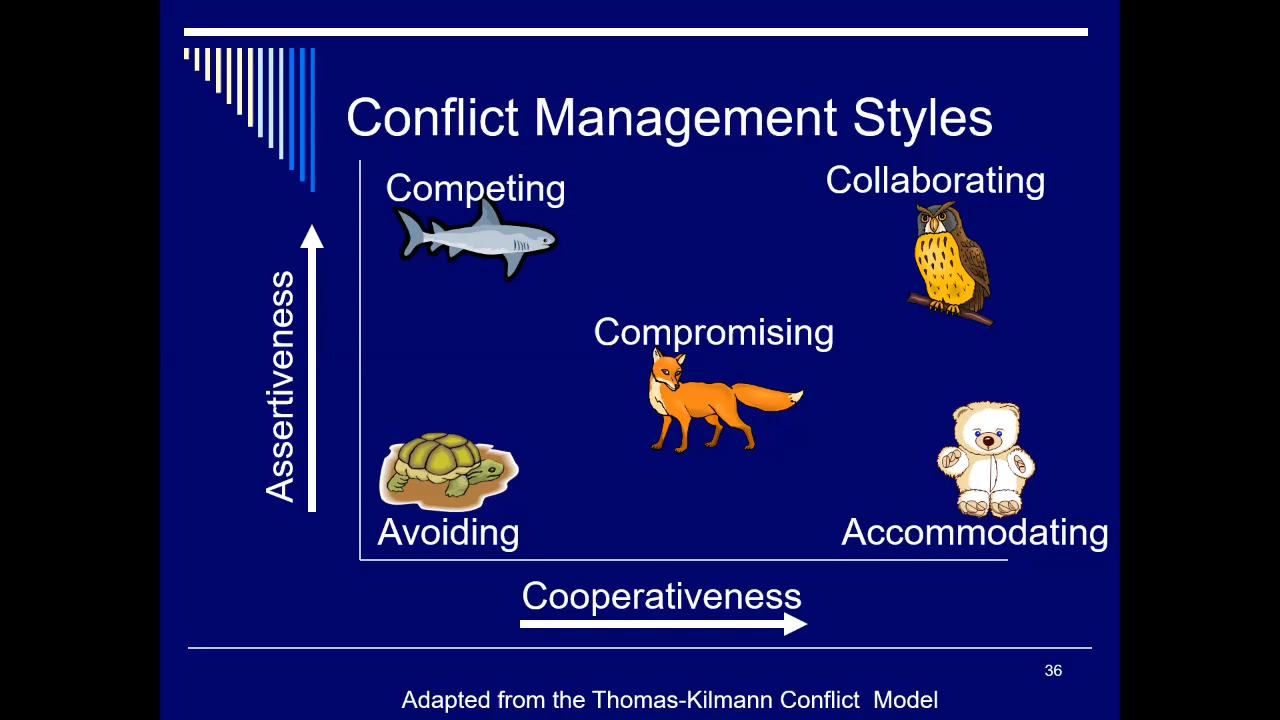 Conflict Management Styles
Competing
Collaborating
Compromising
Assertiveness
Avoiding
Accommodating
Cooperativeness
36
Adapted from the Thomas-Kilmann Conflict  Model